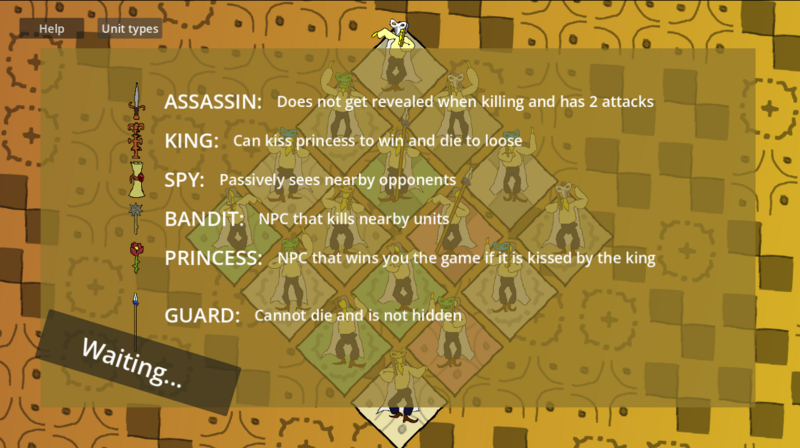 Help
Unit types
ASSASSIN: Does not get revealed when killing and has 2 attacks
KING: Can kiss princess to win and die to loose
SPY: Passively sees nearby opponents
BANDIT: NPC that kills nearby units
PRINCESS: NPC that wins you the game if it is kissed by the king
GUARD: Cannot die and is not hidden
Waiting...